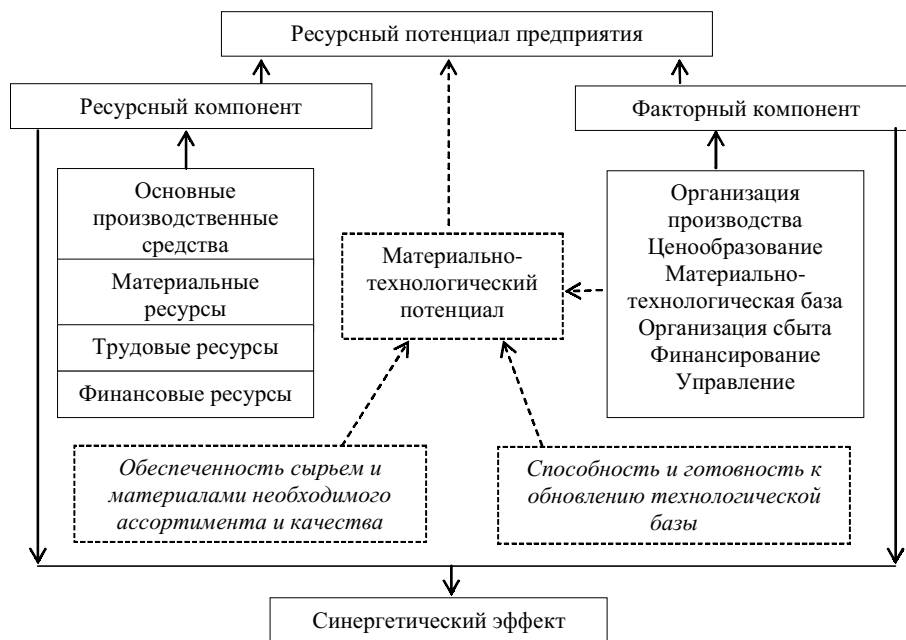 Ресурсный потенциал предприятия
Ресурсный компонент
Факторный компонент
Основные
производственные
средства
Материальные
ресурсы
Трудовые ресурсы
Финансовые ресурсы
Материально-
технологический
потенциал
Организация
производства
Ценообразование
Материально-
технологическая база
Организация сбыта
Финансирование
Управление
Обеспеченность сырьем и
материалами необходимого
ассортимента и качества
Способность и готовность к
обновлению технологической
базы
Синергетический эффект